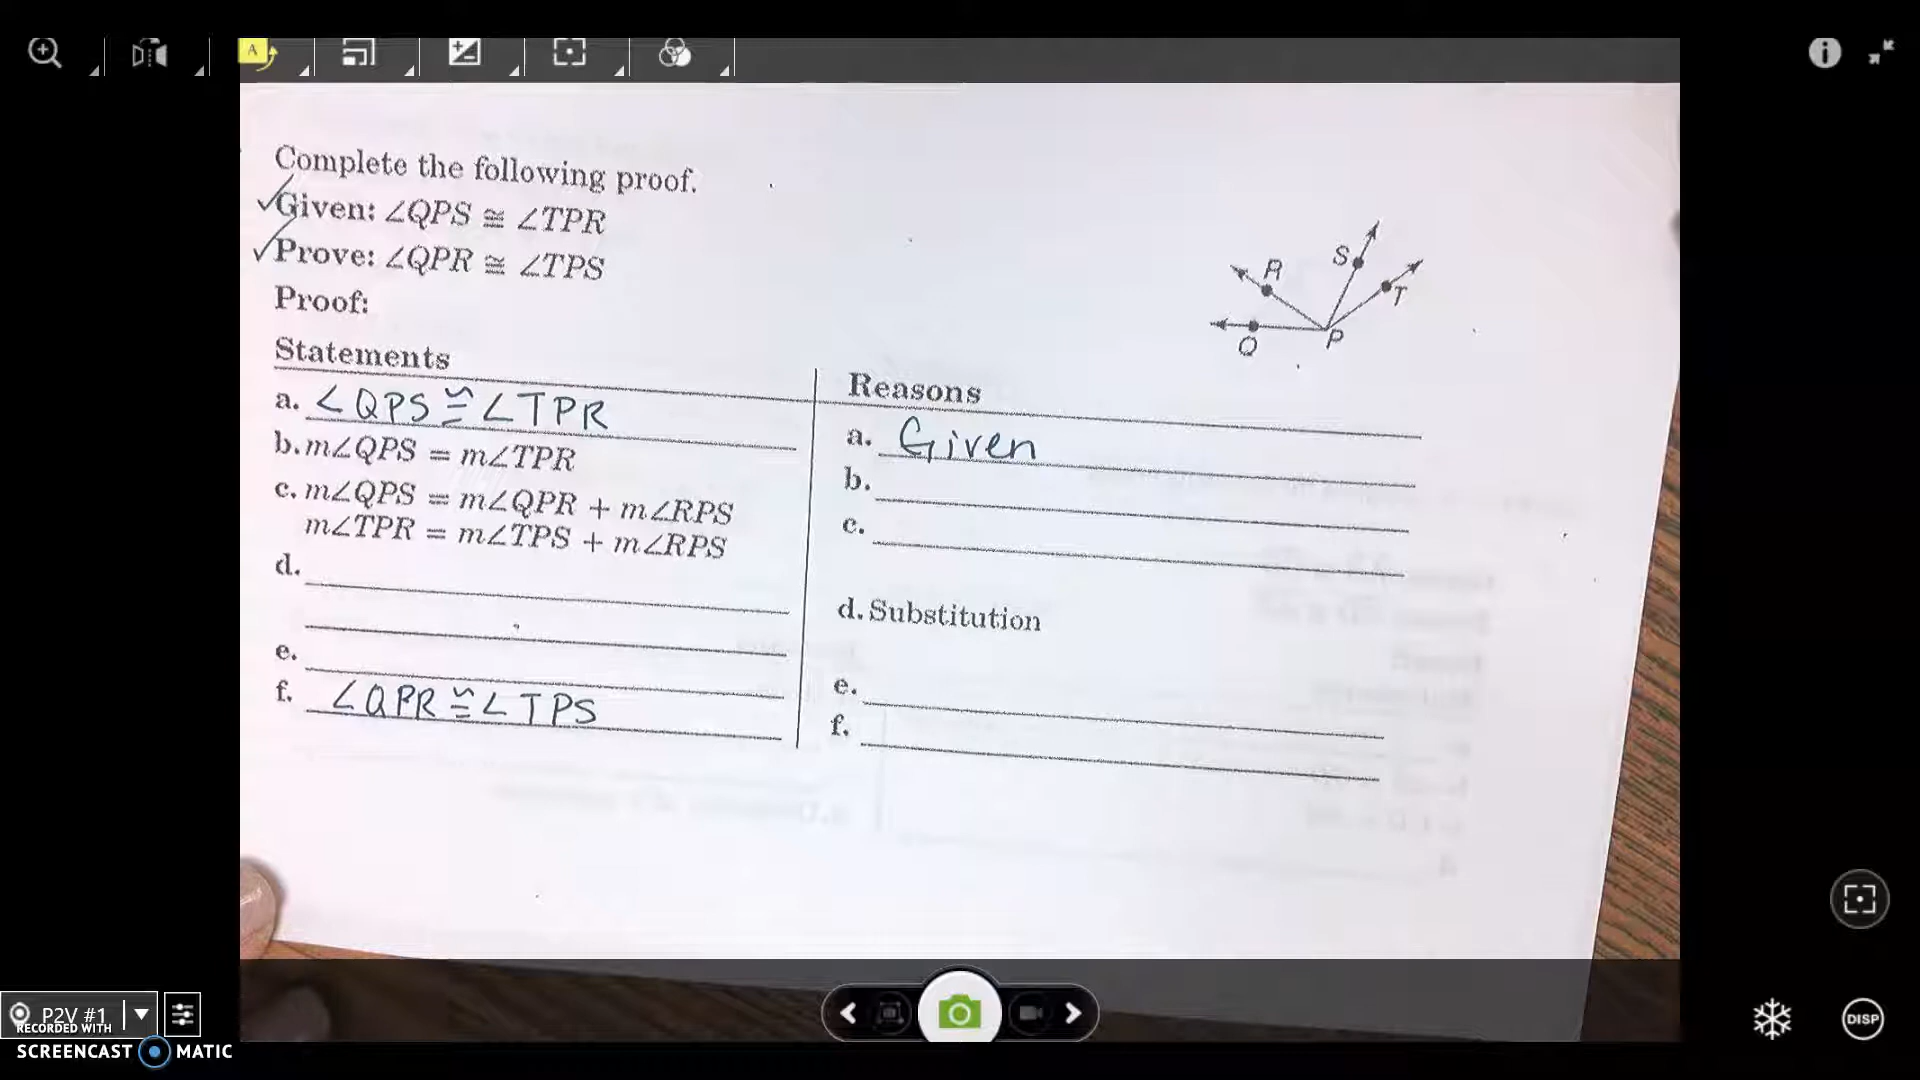 A
Complete the following proof.
Given: ∠QPS ≅ ∠TPR
Prove: ∠QPR ≅ ∠TPS
Proof:
R
S
T
Q
P
Statements
Reasons
a. ∠QPS ≅ ∠TPR
a. Given
b. m∠QPS = m∠TPR
b.
c. m∠QPS = m∠QPR + m∠RPS
m∠TPR = m∠TPS + m∠RPS
c.
d.
d. Substitution
e.
e.
f. ∠QPR ≅ ∠TPS
f.
P2V #1
RECORDED WITH
SCREENCAST MATIC
DISP